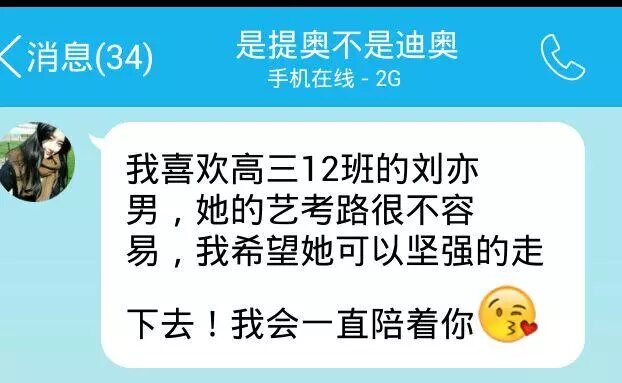 消息(34)
是提奥不是迪奥
手机在线 - 2G
我喜欢高三12班的刘亦
男，她的艺考路很不容
易，我希望她可以坚强的走
下去！我会一直陪着你